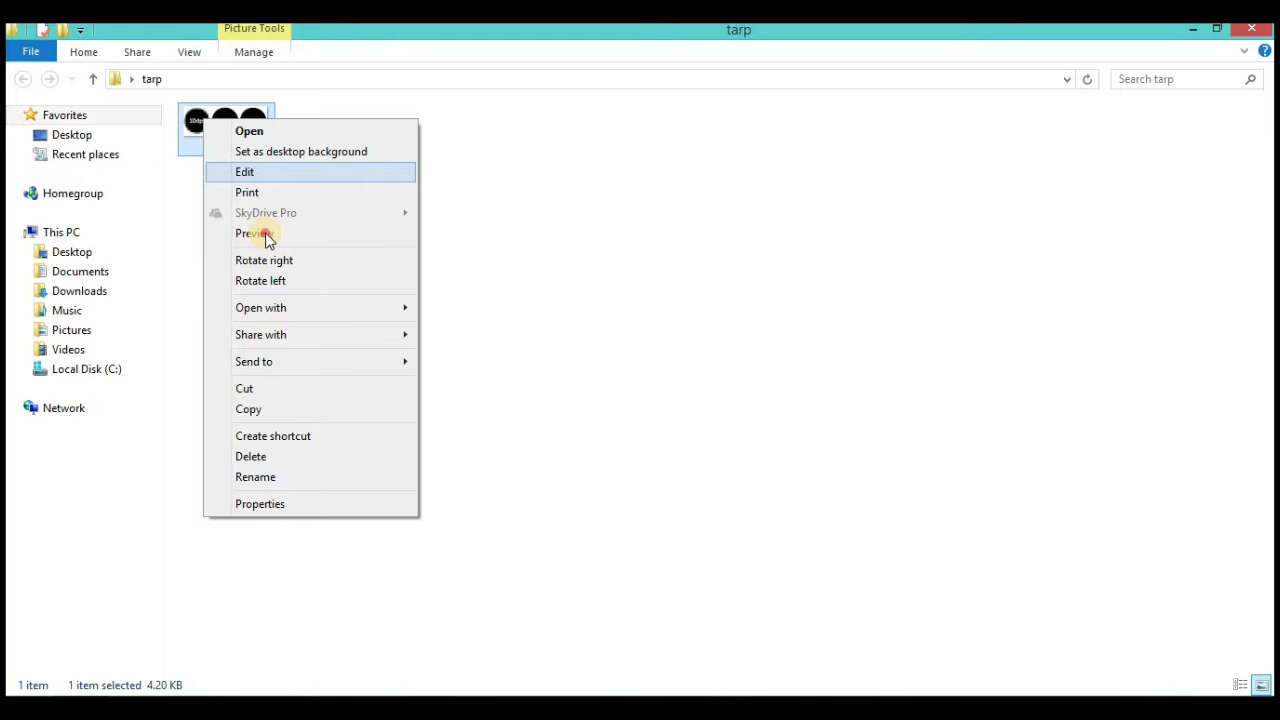 Picture Tools
tarp
File
Home
Share
View
Manage
tarp
Search tarp
Favorites
Desktop
Recent places
Homegroup
This PC
Desktop
Documents
Downloads
Music
Pictures
Videos
Local Disk (C:)
Network
Open
Set as desktop background
Edit
Print
SkyDrive Pro
Preview
Rotate right
Rotate left
Open with
Share with
Send to
Cut
Copy
Create shortcut
Delete
Rename
Properties
1 item
1 item selected 4.20 KB